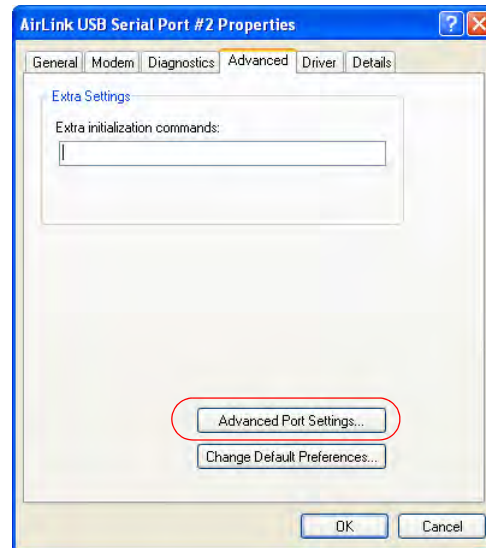 AirLink USB Serial Port #2 Properties
General Modem Diagnostics Advanced Driver Details
Extra Settings
Extra initialization commands:
Advanced Port Settings...
Change Default Preferences...
OK Cancel